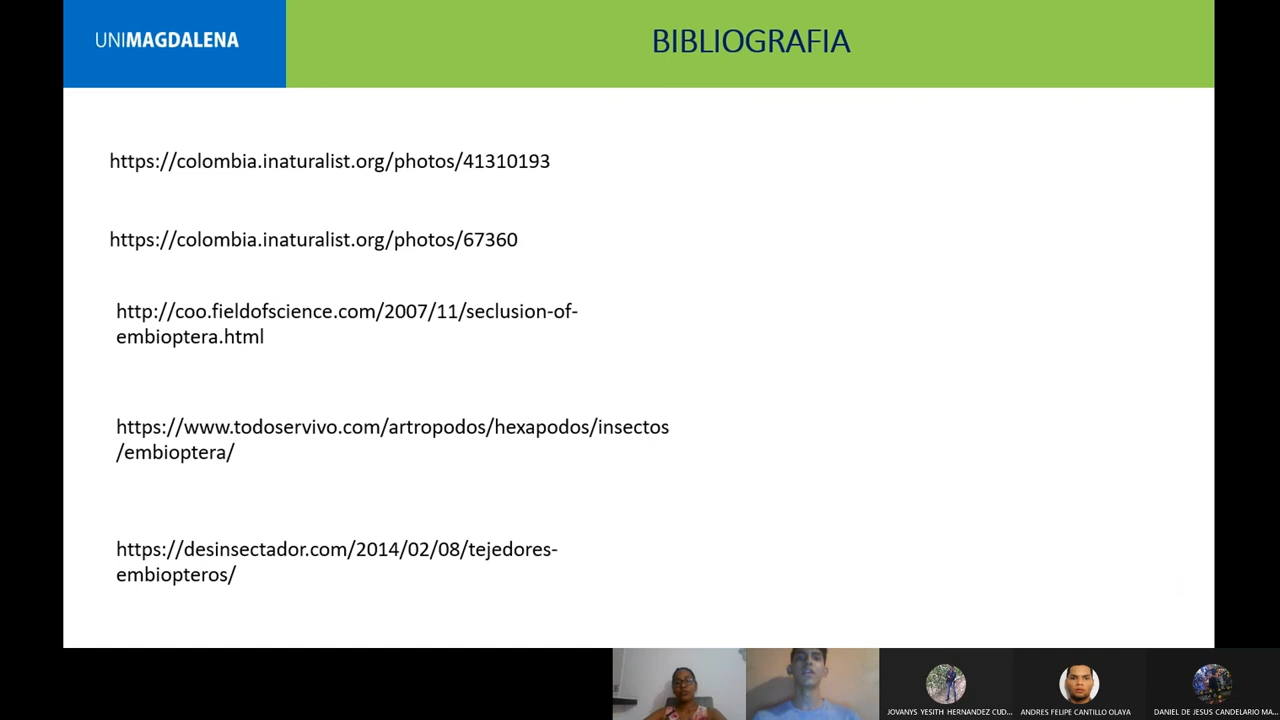 UNIMAGDALENA
BIBLIOGRAFIA
https://colombia.inaturalist.org/photos/41310193
https://colombia.inaturalist.org/photos/67360
http://coo.fieldofscience.com/2007/11/seclusion-of-
embioptera.html
https://www.todoservivo.com/artropodos/hexapodos/insectos
/embioptera/
https://desinsectador.com/2014/02/08/tejedores-
embiopteros/
JOVANYS YESITH HERNANDEZ CUD...
ANDRES FELIPE CANTILLO OLAYA
DANIEL DE JESUS CANDELARIO MA...